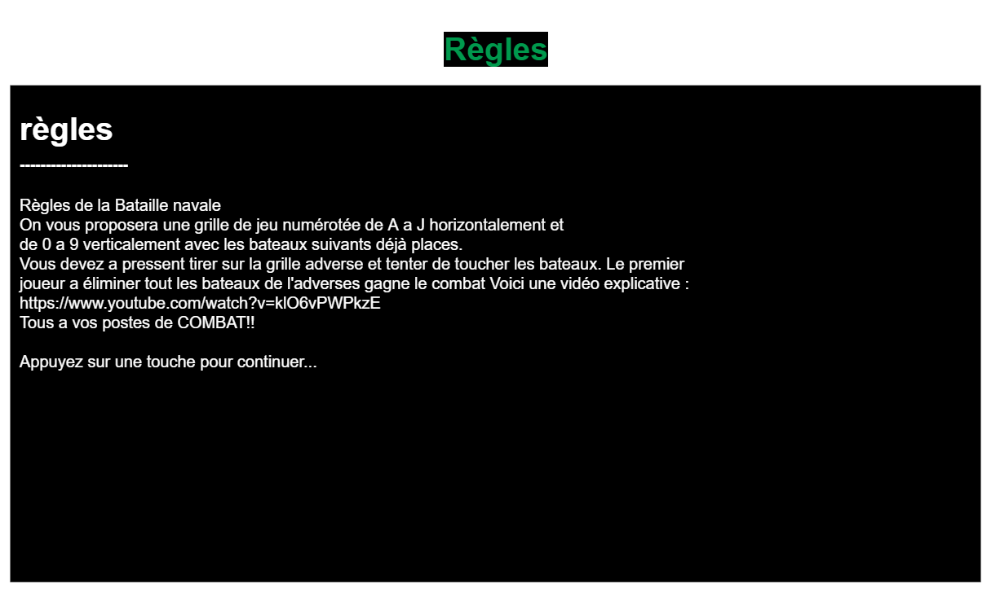 Règles
règles
---------------------
Règles de la Bataille navale
On vous proposera une grille de jeu numérotée de A a J horizontalement et
de 0 a 9 verticalement avec les bateaux suivants déjà places.
Vous devez a pressent tirer sur la grille adverse et tenter de toucher les bateaux. Le premier
joueur a éliminer tout les bateaux de l'adverses gagne le combat Voici une vidéo explicative :
https://www.youtube.com/watch?v=klO6vPWPkzE
Tous a vos postes de COMBAT!!
Appuyez sur une touche pour continuer...